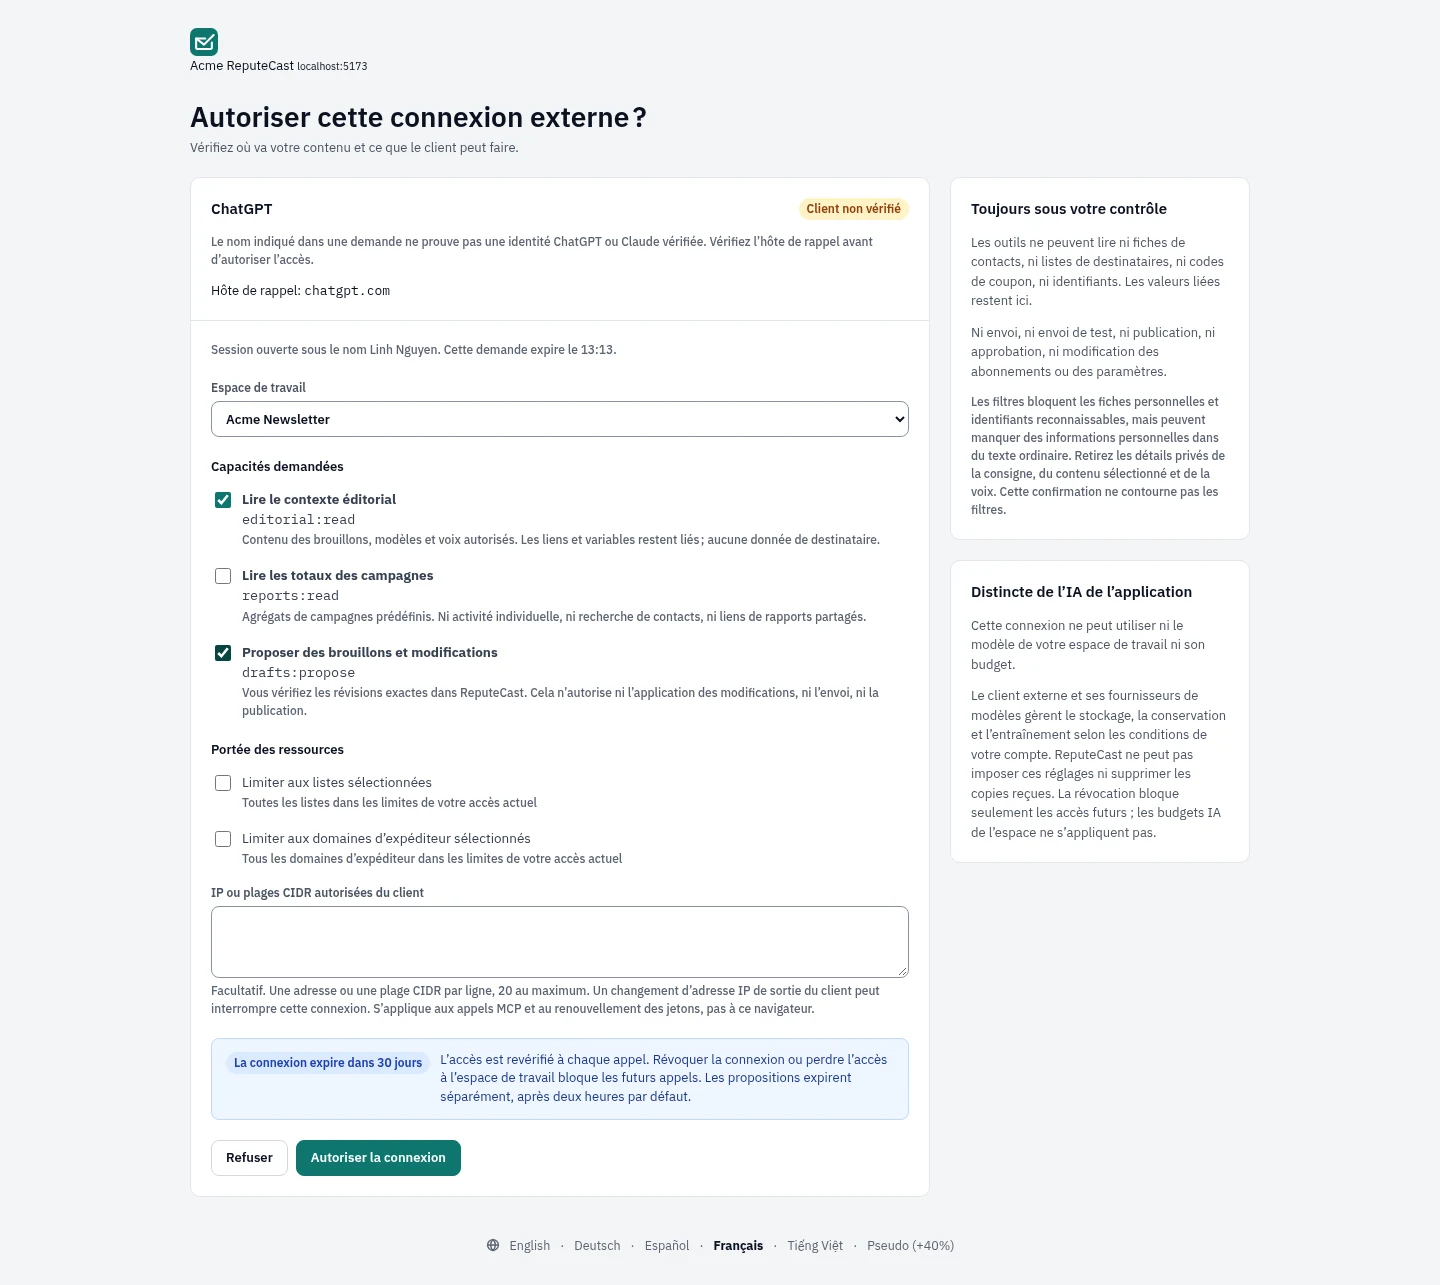 Acme ReputeCast localhost:5173
Autoriser cette connexion externe ?
Vérifiez où va votre contenu et ce que le client peut faire.
ChatGPT
Client non vérifié
Le nom indiqué dans une demande ne prouve pas une identité ChatGPT ou Claude vérifiée. Vérifiez l’hôte de rappel avant
d’autoriser l’accès.
Hôte de rappel: chatgpt.com
Session ouverte sous le nom Linh Nguyen. Cette demande expire le 13:13.
Espace de travail
Acme Newsletter
Capacités demandées
Lire le contexte éditorial
editorial:read
Contenu des brouillons, modèles et voix autorisés. Les liens et variables restent liés ; aucune donnée de destinataire.
Lire les totaux des campagnes
reports:read
Agrégats de campagnes prédéfinis. Ni activité individuelle, ni recherche de contacts, ni liens de rapports partagés.
Proposer des brouillons et modifications
drafts:propose
Vous vérifiez les révisions exactes dans ReputeCast. Cela n’autorise ni l’application des modifications, ni l’envoi, ni la
publication.
Portée des ressources
Limiter aux listes sélectionnées
Toutes les listes dans les limites de votre accès actuel
Limiter aux domaines d’expéditeur sélectionnés
Tous les domaines d’expéditeur dans les limites de votre accès actuel
IP ou plages CIDR autorisées du client
Facultatif. Une adresse ou une plage CIDR par ligne, 20 au maximum. Un changement d’adresse IP de sortie du client peut
interrompre cette connexion. S’applique aux appels MCP et au renouvellement des jetons, pas à ce navigateur.
La connexion expire dans 30 jours
L’accès est revérifié à chaque appel. Révoquer la connexion ou perdre l’accès
à l’espace de travail bloque les futurs appels. Les propositions expirent
séparément, après deux heures par défaut.
Refuser
Autoriser la connexion
Toujours sous votre contrôle
Les outils ne peuvent lire ni fiches de
contacts, ni listes de destinataires, ni codes
de coupon, ni identifiants. Les valeurs liées
restent ici.
Ni envoi, ni envoi de test, ni publication, ni
approbation, ni modification des
abonnements ou des paramètres.
Les filtres bloquent les fiches personnelles et
identifiants reconnaissables, mais peuvent
manquer des informations personnelles dans
du texte ordinaire. Retirez les détails privés de
la consigne, du contenu sélectionné et de la
voix. Cette confirmation ne contourne pas les
filtres.
Distincte de l’IA de l’application
Cette connexion ne peut utiliser ni le
modèle de votre espace de travail ni son
budget.
Le client externe et ses fournisseurs de
modèles gèrent le stockage, la conservation
et l’entraînement selon les conditions de
votre compte. ReputeCast ne peut pas
imposer ces réglages ni supprimer les
copies reçues. La révocation bloque
seulement les accès futurs ; les budgets IA
de l’espace ne s’appliquent pas.
English · Deutsch · Español · Français · Tiếng Việt · Pseudo (+40%)